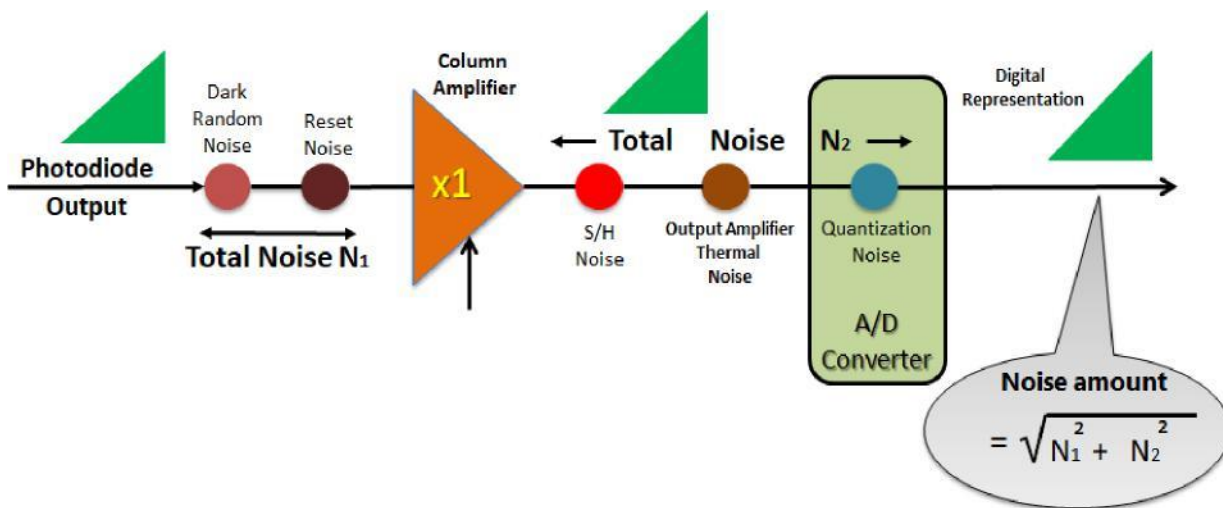 Photodiode
Output
Dark
Random
Noise
Reset
Noise
Total Noise N₁
Column
Amplifier
x1
Total Noise N₂
S/H
Noise
Output Amplifier
Thermal
Noise
Quantization
Noise
A/D
Converter
Digital
Representation
Noise amount
= √N₁² + N₂²